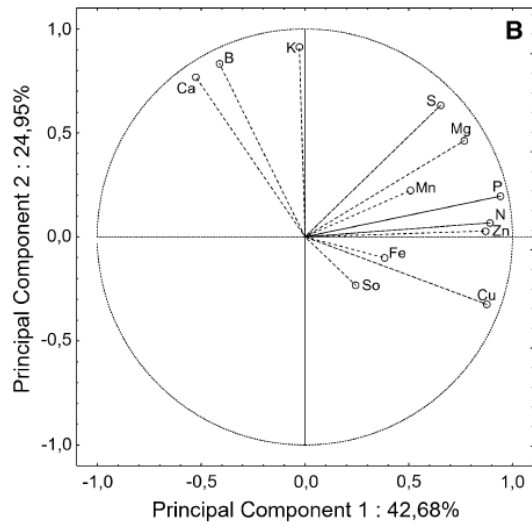 B
1,0
0,5
0,0
-0,5
-1,0
Principal Component 2 : 24,95%
K
B
Ca
S
Mg
Mn
P
N
Zn
Fe
So
Cu
-1,0 -0,5 0,0 0,5 1,0
Principal Component 1 : 42,68%